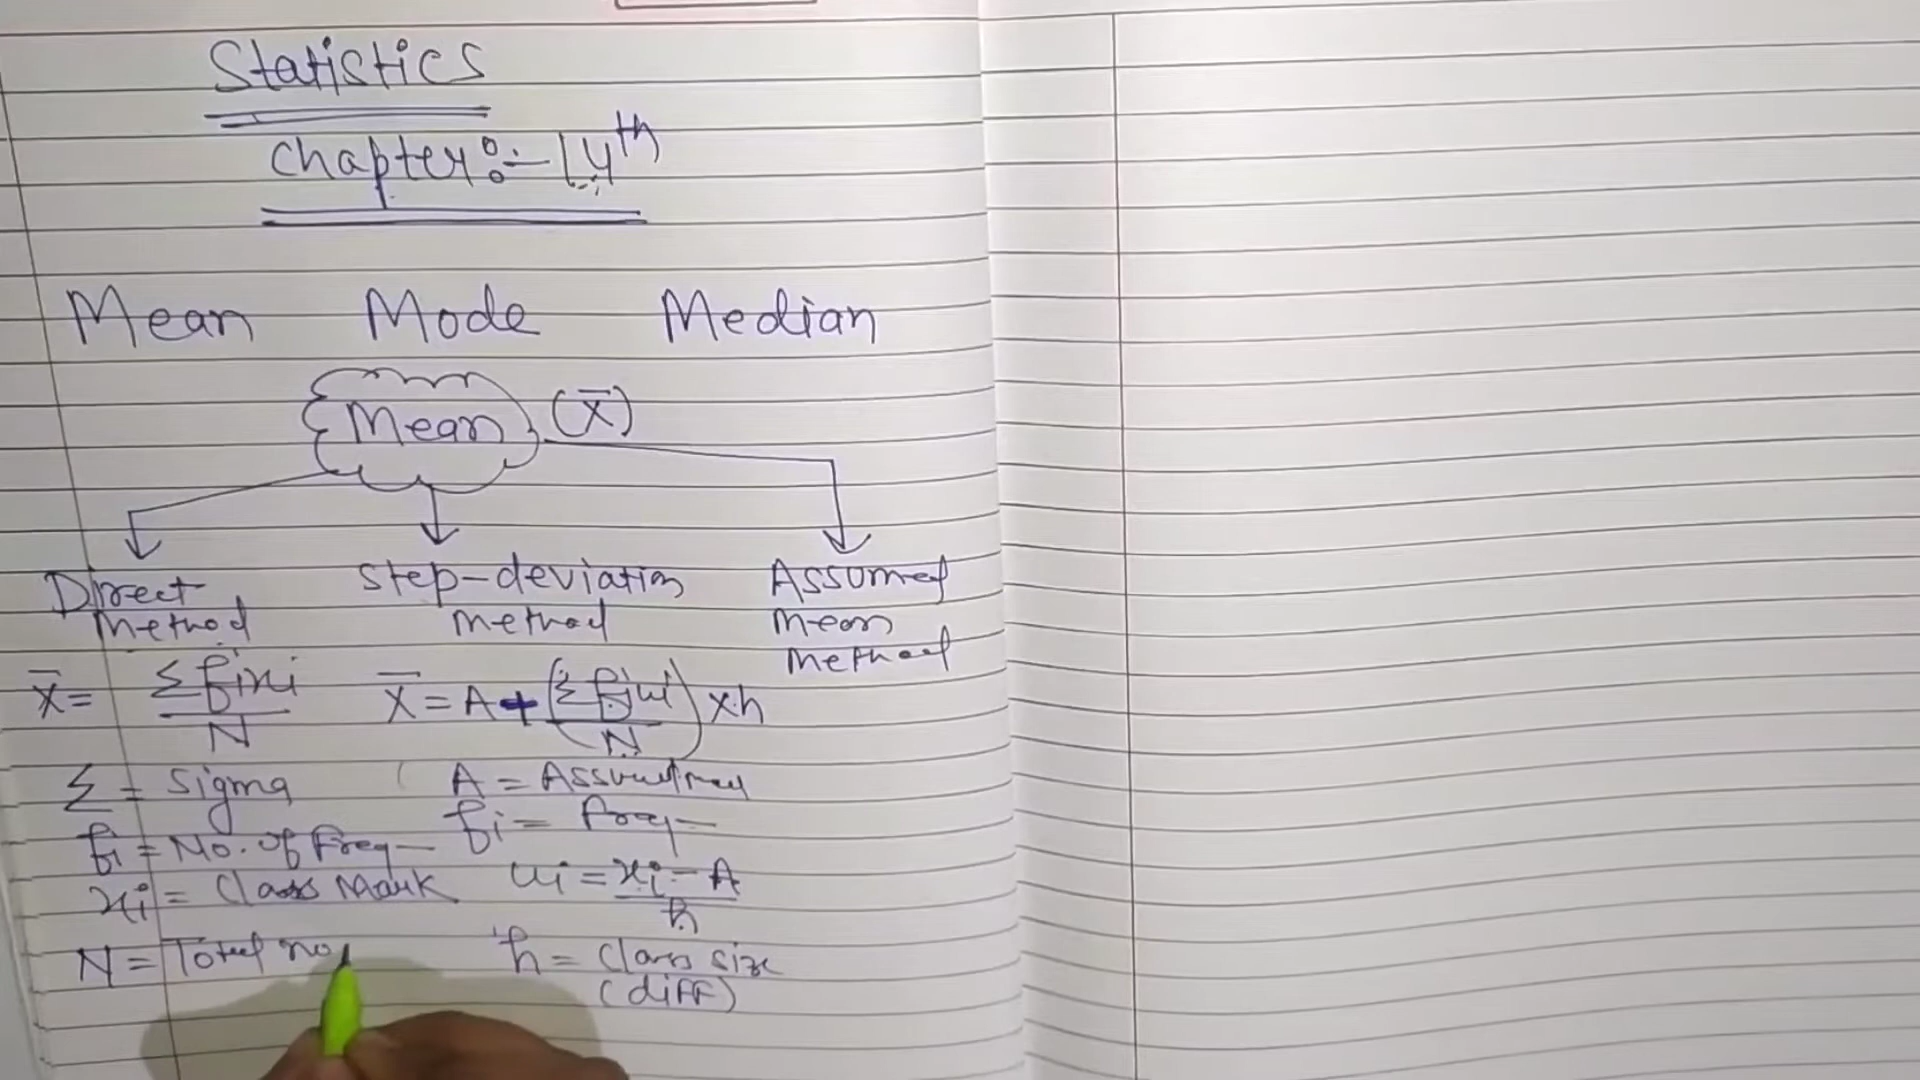 Statistics
Chapter:- 14th
Mean Mode Median
Mean (x̄)
Direct
Method
Step-deviation
Method
Assumed
Mean
Method
x̄ = Σfixi/N
x̄ = A + (Σfiui/N) × h
Σ = Sigma
fi = No. of Freq
xi = Class Mark
N = Total no
A = Assumed
fi = freq
ui = xi - A/h
h = Class size
(diff)